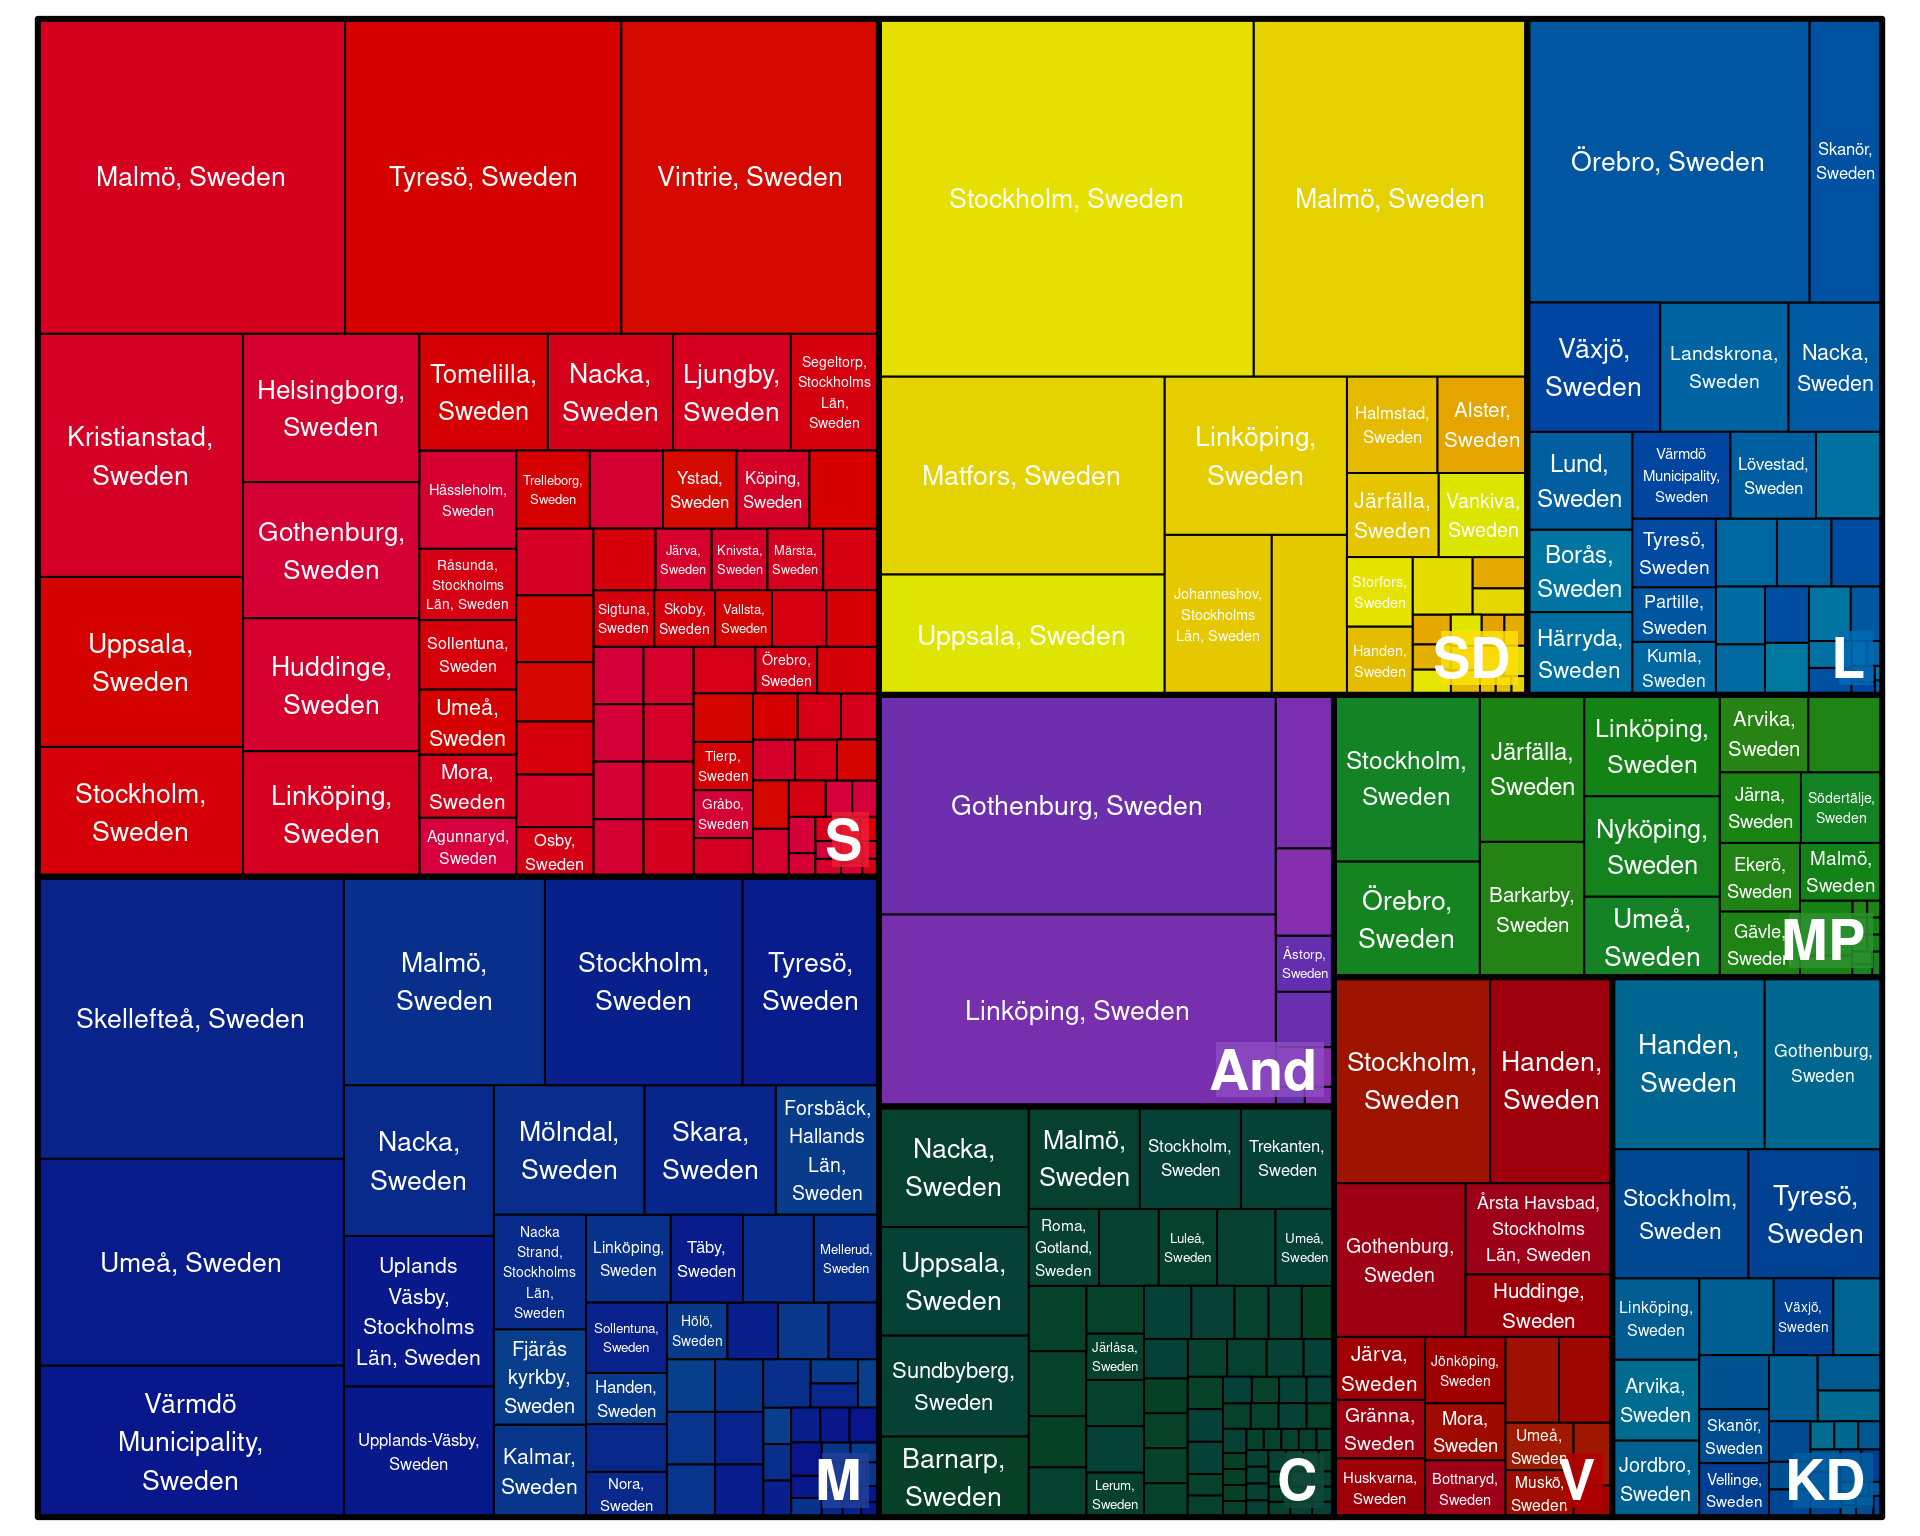 Malmö, Sweden
Tyresö, Sweden
Vintrie, Sweden
Kristianstad,
Sweden
Uppsala,
Sweden
Stockholm,
Sweden
Helsingborg,
Sweden
Gothenburg,
Sweden
Huddinge,
Sweden
Linköping,
Sweden
Tomelilla,
Sweden
Nacka,
Sweden
Ljungby,
Sweden
Segeltorp,
Stockholms
Län,
Sweden
Hässleholm,
Sweden
Råsunda,
Stockholms
Län, Sweden
Sollentuna,
Sweden
Umeå,
Sweden
Mora,
Sweden
Agunnaryd,
Sweden
Trelleborg,
Sweden
Ystad,
Sweden
Köping,
Sweden
Järva,
Sweden
Knivsta,
Sweden
Märsta,
Sweden
Sigtuna,
Sweden
Skoby,
Sweden
Vallsta,
Sweden
Örebro,
Sweden
Tierp,
Sweden
Gråbo,
Sweden
Osby,
Sweden
S
Stockholm, Sweden
Malmö, Sweden
Matfors, Sweden
Uppsala, Sweden
Linköping,
Sweden
Johanneshov,
Stockholms
Län, Sweden
Halmstad,
Sweden
Alster,
Sweden
Järfälla,
Sweden
Vankiva,
Sweden
Storfors,
Sweden
Handen,
Sweden
SD
Örebro, Sweden
Skanör,
Sweden
Växjö,
Sweden
Landskrona,
Sweden
Nacka,
Sweden
Lund,
Sweden
Borås,
Sweden
Härryda,
Sweden
Värmdö
Municipality,
Sweden
Lövestad,
Sweden
Tyresö,
Sweden
Partille,
Sweden
Kumla,
Sweden
L
Skellefteå, Sweden
Umeå, Sweden
Värmdö
Municipality,
Sweden
Malmö,
Sweden
Stockholm,
Sweden
Tyresö,
Sweden
Nacka,
Sweden
Uplands
Väsby,
Stockholms
Län, Sweden
Upplands-Väsby,
Sweden
Mölndal,
Sweden
Skara,
Sweden
Forsbäck,
Hallands
Län,
Sweden
Nacka
Strand,
Stockholms
Län,
Sweden
Fjärås
kyrkby,
Sweden
Kalmar,
Sweden
Linköping,
Sweden
Täby,
Sweden
Mellerud,
Sweden
Sollentuna,
Sweden
Hölö,
Sweden
Handen,
Sweden
Nora,
Sweden
M
Gothenburg, Sweden
Linköping, Sweden
Åstorp,
Sweden
And
Nacka,
Sweden
Uppsala,
Sweden
Sundbyberg,
Sweden
Barnarp,
Sweden
Malmö,
Sweden
Stockholm,
Sweden
Trekanten,
Sweden
Roma,
Gotland,
Sweden
Luleå,
Sweden
Umeå,
Sweden
Järlåsa,
Sweden
Lerum,
Sweden
C
Stockholm,
Sweden
Örebro,
Sweden
Järfälla,
Sweden
Barkarby,
Sweden
Linköping,
Sweden
Nyköping,
Sweden
Umeå,
Sweden
Arvika,
Sweden
Järna,
Sweden
Södertälje,
Sweden
Ekerö,
Sweden
Malmö,
Sweden
Gävle,
Sweden
MP
Stockholm,
Sweden
Handen,
Sweden
Gothenburg,
Sweden
Årsta Havsbad,
Stockholms
Län, Sweden
Huddinge,
Sweden
Järva,
Sweden
Gränna,
Sweden
Huskvarna,
Sweden
Jönköping,
Sweden
Mora,
Sweden
Bottnaryd,
Sweden
Umeå,
Sweden
Muskö,
Sweden
V
Handen,
Sweden
Gothenburg,
Sweden
Stockholm,
Sweden
Tyresö,
Sweden
Linköping,
Sweden
Växjö,
Sweden
Arvika,
Sweden
Jordbro,
Sweden
Skanör,
Sweden
Vellinge,
Sweden
KD